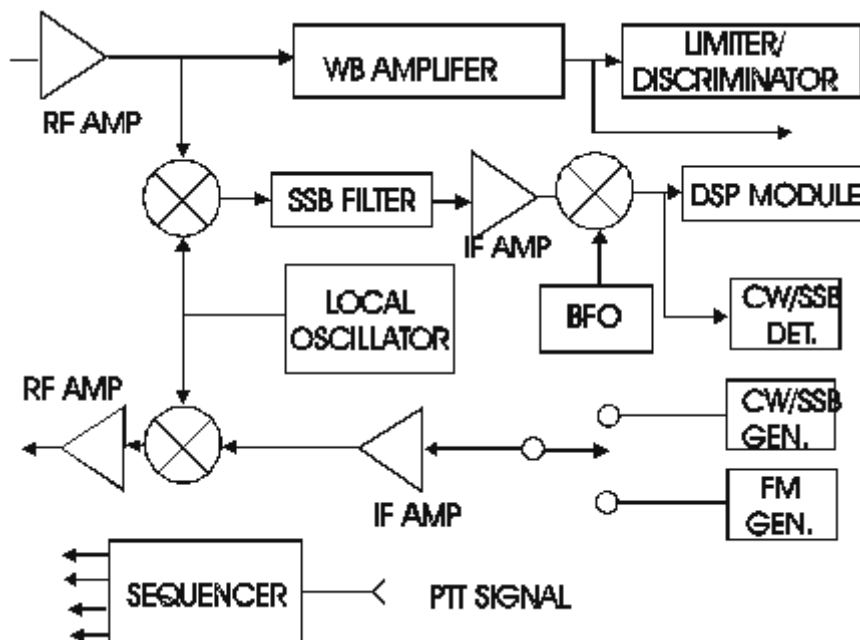 RF AMP
WB AMPLIFER
LIMITER/
DISCRIMINATOR
SSB FILTER
IF AMP
DSP MODULE
LOCAL
OSCILLATOR
BFO
CW/SSB
DET.
RF AMP
IF AMP
CW/SSB
GEN.
FM
GEN.
SEQUENCER
PTT SIGNAL